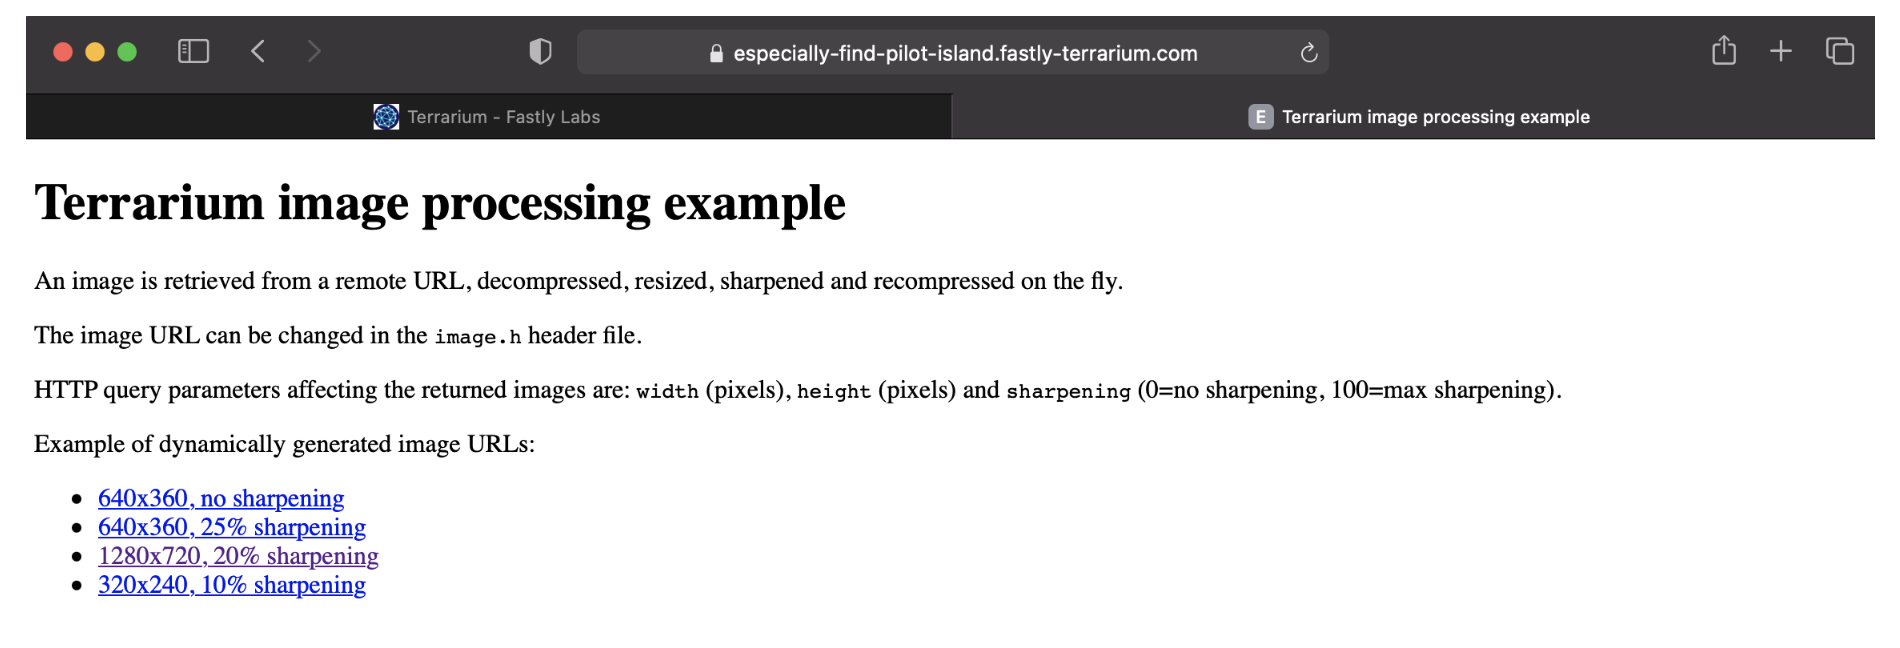 especially-find-pilot-island.fastly-terrarium.com
Terrarium - Fastly Labs
E Terrarium image processing example
Terrarium image processing example
An image is retrieved from a remote URL, decompressed, resized, sharpened and recompressed on the fly.
The image URL can be changed in the image.h header file.
HTTP query parameters affecting the returned images are: width (pixels), height (pixels) and sharpening (0=no sharpening, 100=max sharpening).
Example of dynamically generated image URLs:
• 640x360, no sharpening
• 640x360, 25% sharpening
• 1280x720, 20% sharpening
• 320x240, 10% sharpening